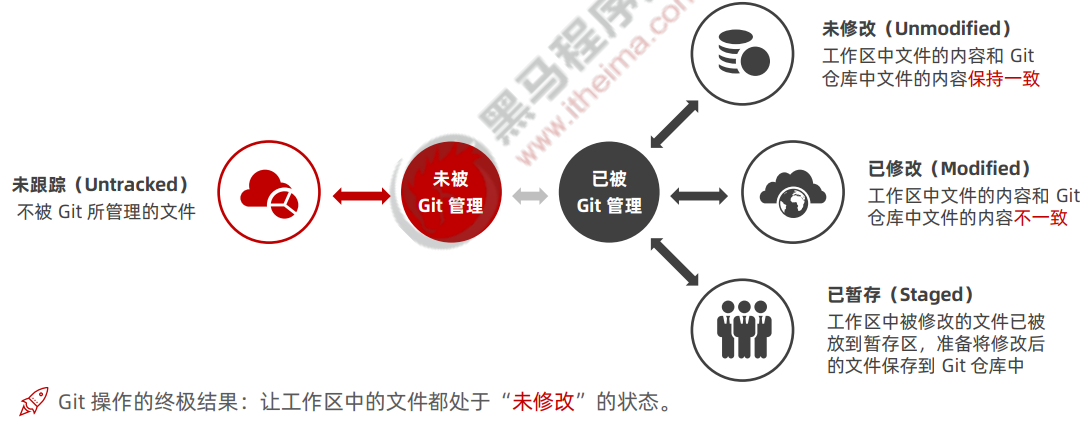 未修改（Unmodified）
工作区中文件的内容和 Git
仓库中文件的内容保持一致
黑马程序
www.itheima.com
未跟踪（Untracked）
不被 Git 所管理的文件
未被
Git 管理
已被
Git 管理
已修改（Modified）
工作区中文件的内容和 Git
仓库中文件的内容不一致
已暂存（Staged）
工作区中被修改的文件已被
放到暂存区，准备将修改后
的文件保存到 Git 仓库中
Git 操作的终极结果：让工作区中的文件都处于“未修改”的状态。